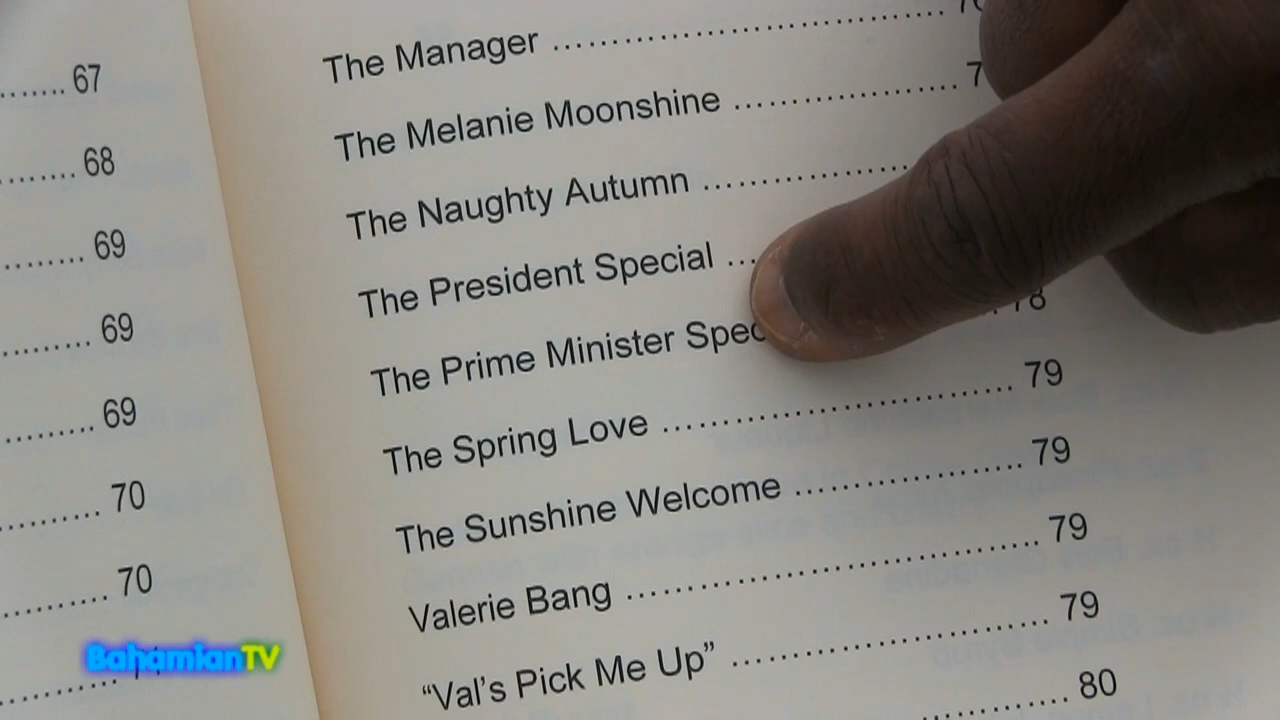 ........ 67
........ 68
........ 69
......... 69
......... 69
.......... 70
.......... 70
The Manager ..................................
The Melanie Moonshine ....................
The Naughty Autumn ..................
The President Special ...
The Prime Minister ... 78
The Spring Love .................................... 79
The Sunshine Welcome ....................... 79
Valerie Bang .......................................... 79
“Val’s Pick Me Up” ................................ 79
............... 80
BahamianTV